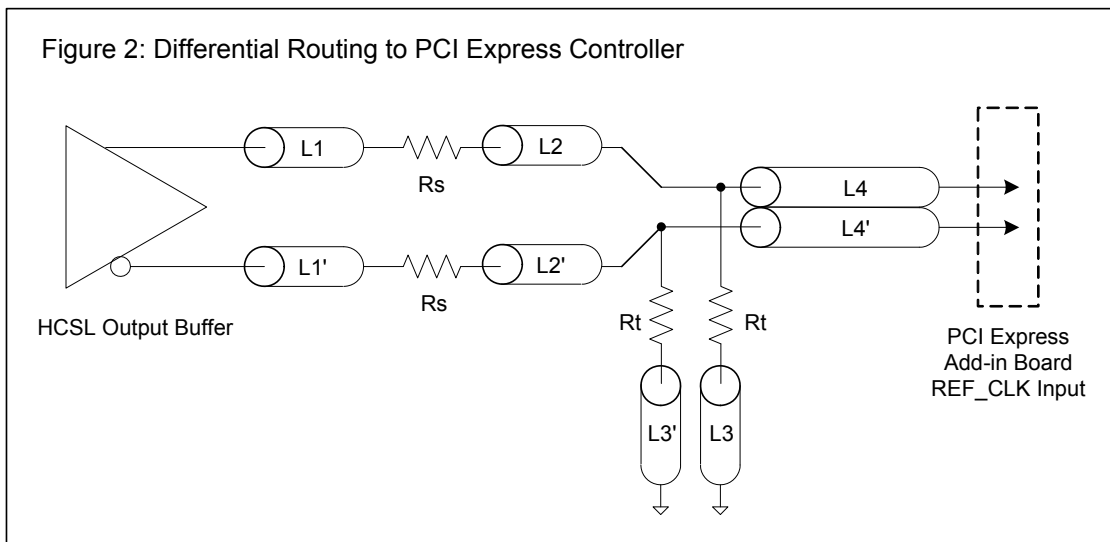 Figure 2: Differential Routing to PCI Express Controller
L1
Rs
L2
L4
L4'
L1'
Rs
L2'
HCSL Output Buffer
Rt
Rt
L3'
L3
PCI Express
Add-in Board
REF_CLK Input